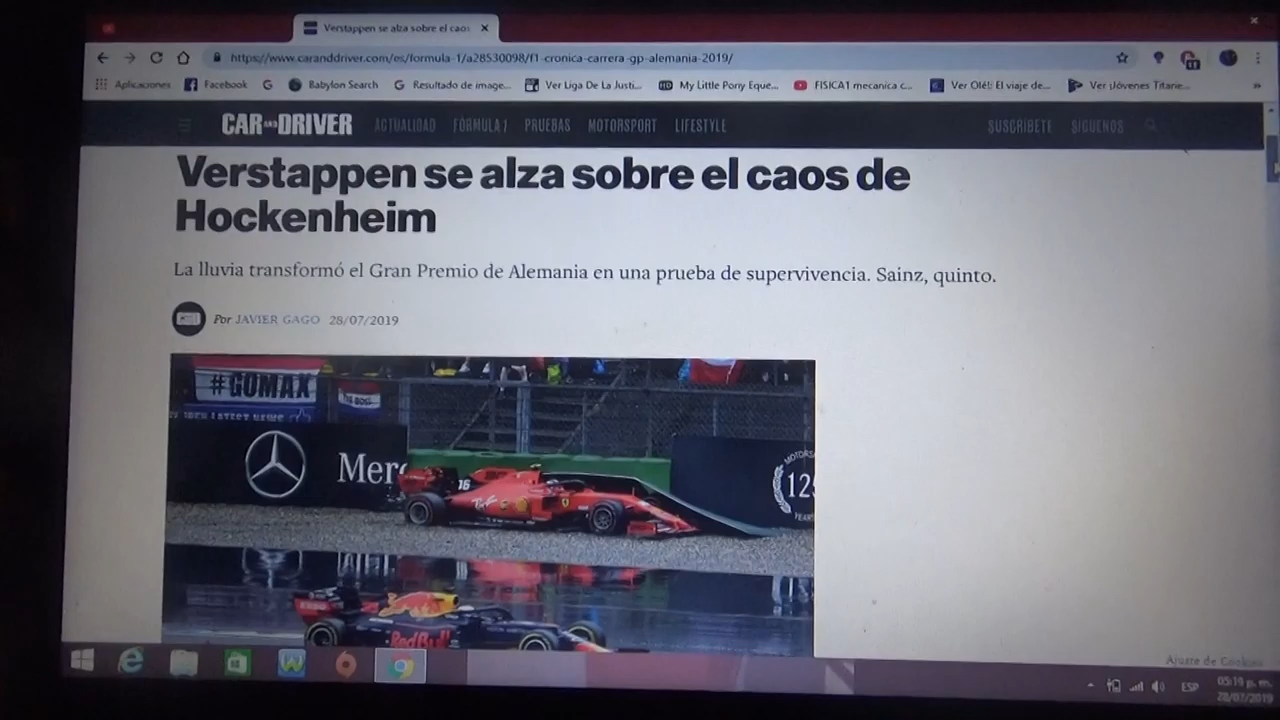 Verstappen se alza sobre el caos
https://www.caranddriver.com/es/formula-1/a28530098/f1-cronica-carrera-gp-alemania-2019/
Aplicaciones Facebook Babylon Search Resultado de image... Ver Liga De La Justi... My Little Pony Eque... FISICA1 mecanica c... Ver Olé!: El viaje de... Ver ¡Jóvenes Titane... »
CAR AND DRIVER ACTUALIDAD FÓRMULA 1 PRUEBAS MOTORSPORT LIFESTYLE SUSCRÍBETE SÍGUENOS
Verstappen se alza sobre el caos de
Hockenheim
La lluvia transformó el Gran Premio de Alemania en una prueba de supervivencia. Sainz, quinto.
Por JAVIER GAGO 28/07/2019
#GOMAX
LATEST NEWS
Merc
MOTORS
125
YEARS
16
Red Bull
Ajuste de Cookies
ESP
05:19 p. m.
28/07/2019